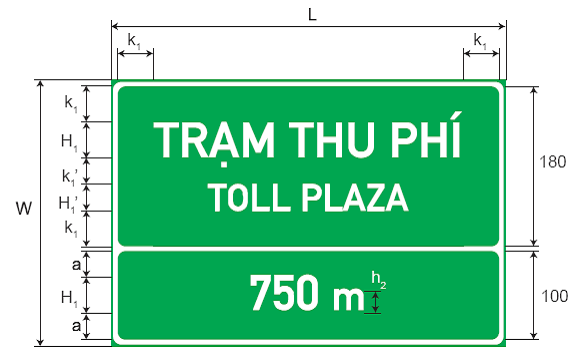 L
k₁ k₁
k₁
H₁
k₁'
H₁'
k₁
W
a
H₁
a
TRẠM THU PHÍ
TOLL PLAZA
750 m
h₂
180
100